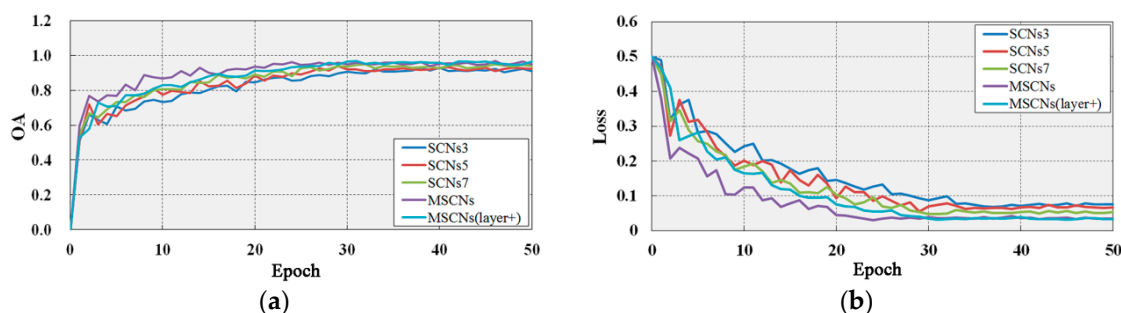 1.2
1.0
0.8
0.6
0.4
0.2
0.0
OA
SCNs3
SCNs5
SCNs7
MSCNs
MSCNs(layer+)
0 10 20 30 40 50
Epoch
(a)
0.6
0.5
0.4
0.3
0.2
0.1
0
Loss
SCNs3
SCNs5
SCNs7
MSCNs
MSCNs(layer+)
0 10 20 30 40 50
Epoch
(b)